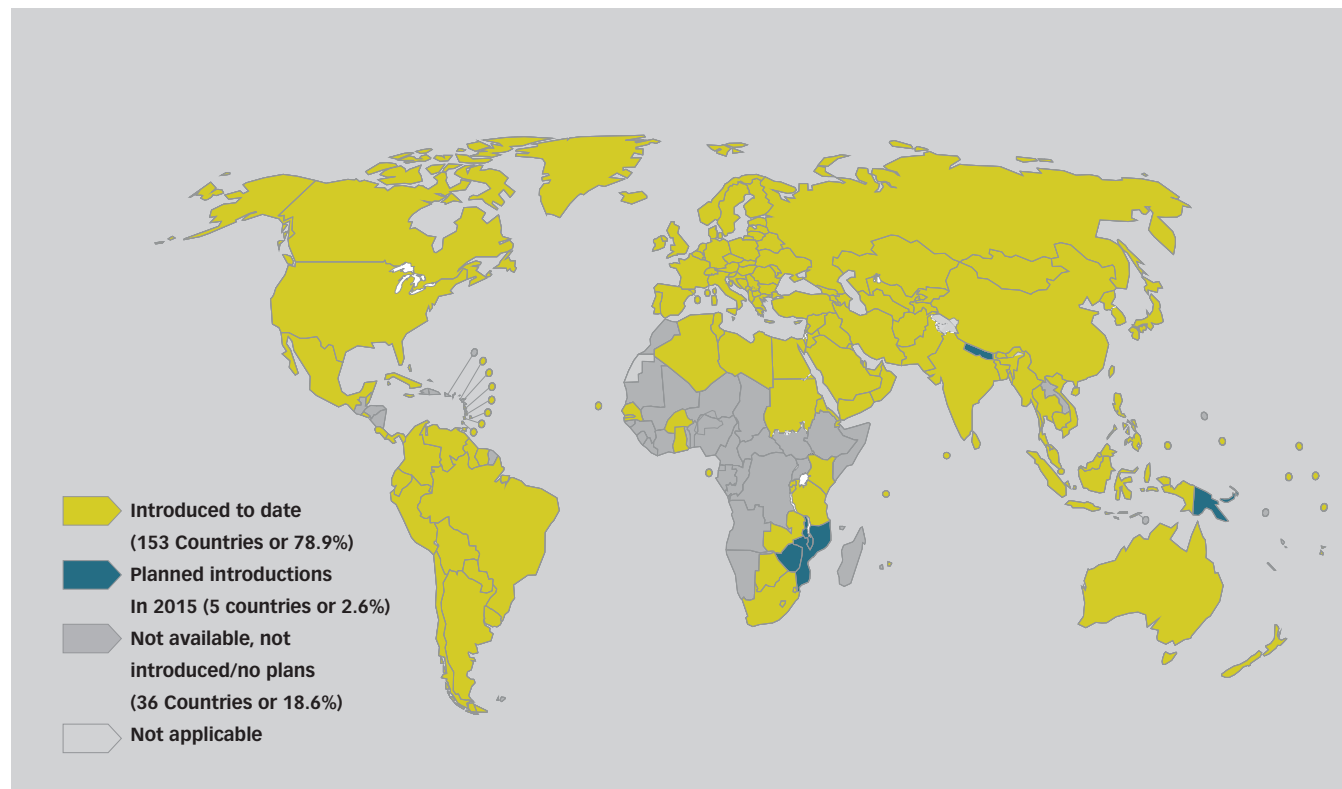 Introduced to date
(153 Countries or 78.9%)
Planned introductions
In 2015 (5 countries or 2.6%)
Not available, not
introduced/no plans
(36 Countries or 18.6%)
Not applicable